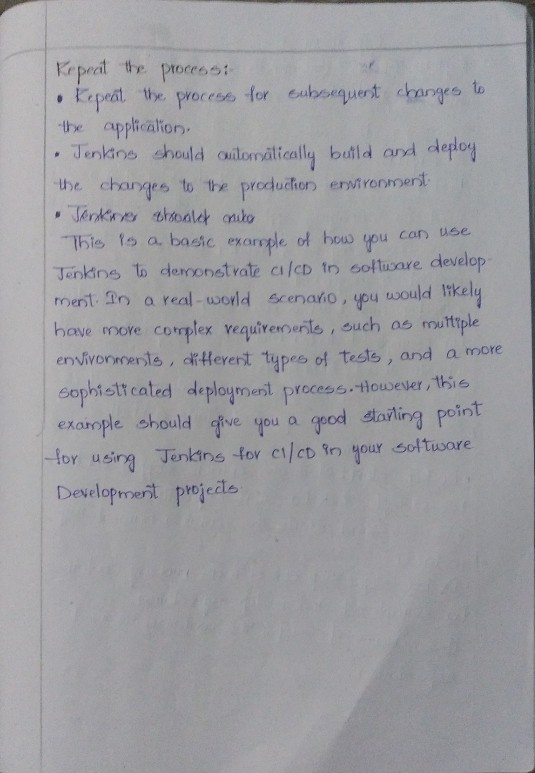 Repeat the process:-
• Repeat the process for subsequent changes to
the application.
• Jenkins should automatically build and deploy
the changes to the production environment.
• Jenkines should auto
This is a basic example of how you can use
Jenkins to demonstrate CI/CD in software develop-
ment. In a real-world scenario, you would likely
have more complex requirements, such as multiple
environments, different types of tests, and a more
sophisticated deployment process. However, this
example should give you a good starting point
for using Jenkins for CI/CD in your software
Development projects